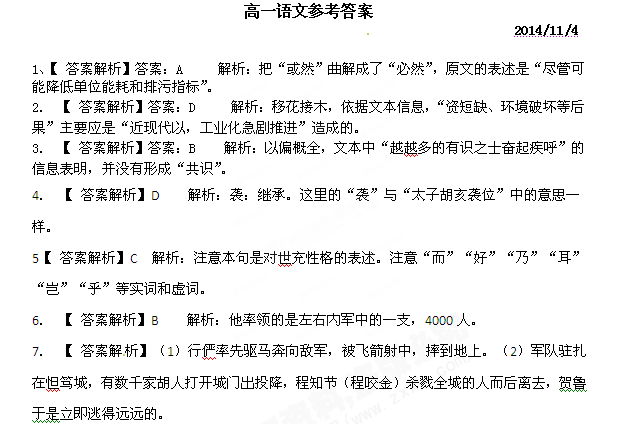 高一语文参考答案
2014/11/4
1、【 答案解析】答案：A 解析：把“或然”由解成了“必然”，原文的表述是“尽管可
能降低单位能耗和排污指标”。
2. 【 答案解析】答案：D 解析：移花接木，依据文本信息，“资短缺、环境破坏等后
果”主要应是“近现代以，工业化急剧推进”造成的。
3. 【 答案解析】答案：B 解析：以偏概全，文本中“越越多的有识之士奋起疾呼”的
信息表明，并没有形成“共识”。
4. 【 答案解析】D 解析：袭：继承。这里的“袭”与“太子胡亥袭位”中的意思一
样。
5【 答案解析】C 解析：注意本句是对世充性格的表述。注意“而”“好”“乃”“耳”
“岂”“乎”等实词和虚词。
6. 【 答案解析】B 解析：他率领的是左右内军中的一支，4000 人。
7. 【 答案解析】（1）行俨率先驱马奔向敌军，被飞箭射中，摔到地上。（2）军队驻扎
在怛笃城，有数千家胡人打开城门出投降，程知节（程咬金）杀戮全城的人而后离去，贺鲁
于是立即逃得远远的。